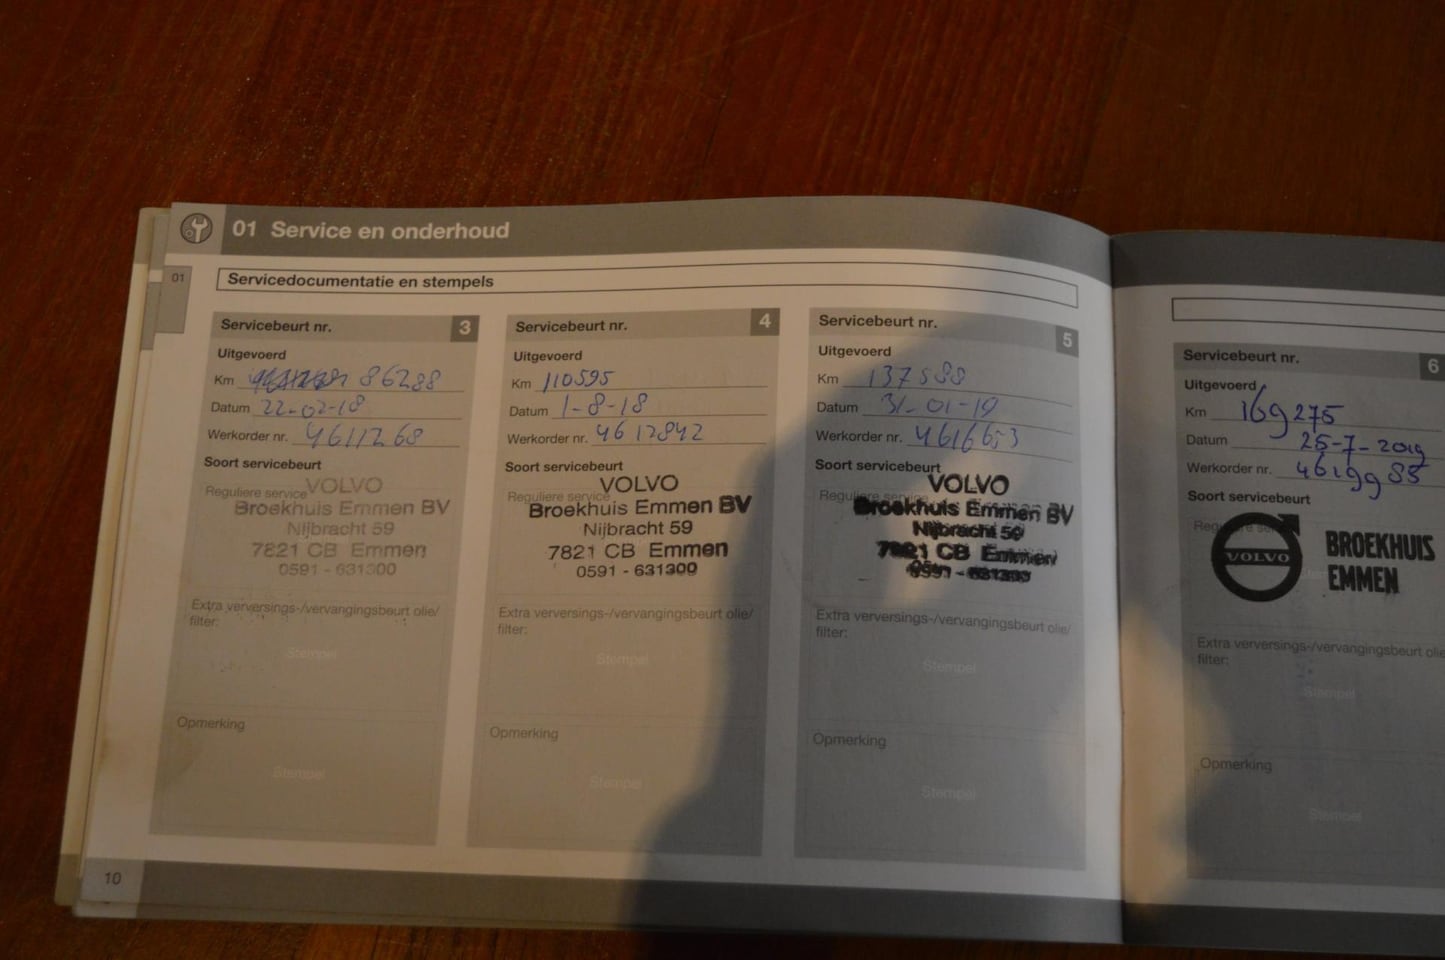 01 Service en onderhoud
01
Servicedocumentatie en stempels
Servicebeurt nr. 3
Uitgevoerd
Km 86288
Datum 22-02-18
Werkorder nr. 4611268
Soort servicebeurt
Reguliere service
VOLVO
Broekhuis Emmen BV
Nijbracht 59
7821 CB Emmen
0591 - 631300
Extra verversings-/vervangingsbeurt olie/
filter:
Stempel
Opmerking
Stempel
Servicebeurt nr. 4
Uitgevoerd
Km 110595
Datum 1-8-18
Werkorder nr. 4612842
Soort servicebeurt
Reguliere service
VOLVO
Broekhuis Emmen BV
Nijbracht 59
7821 CB Emmen
0591 - 631300
Extra verversings-/vervangingsbeurt olie/
filter:
Stempel
Opmerking
Stempel
Servicebeurt nr. 5
Uitgevoerd
Km 137588
Datum 31-01-19
Werkorder nr. 4616653
Soort servicebeurt
Reguliere service
VOLVO
Broekhuis Emmen BV
Nijbracht 59
7821 CB Emmen
0591 - 631300
Extra verversings-/vervangingsbeurt olie/
filter:
Stempel
Opmerking
Stempel
10
Servicebeurt nr. 6
Uitgevoerd
Km 169275
Datum 25-7-2019
Werkorder nr. 4619985
Soort servicebeurt
VOLVO
BROEKHUIS
EMMEN
Extra verversings-/vervangingsbeurt olie
filter:
Stempel
Opmerking
Stempel